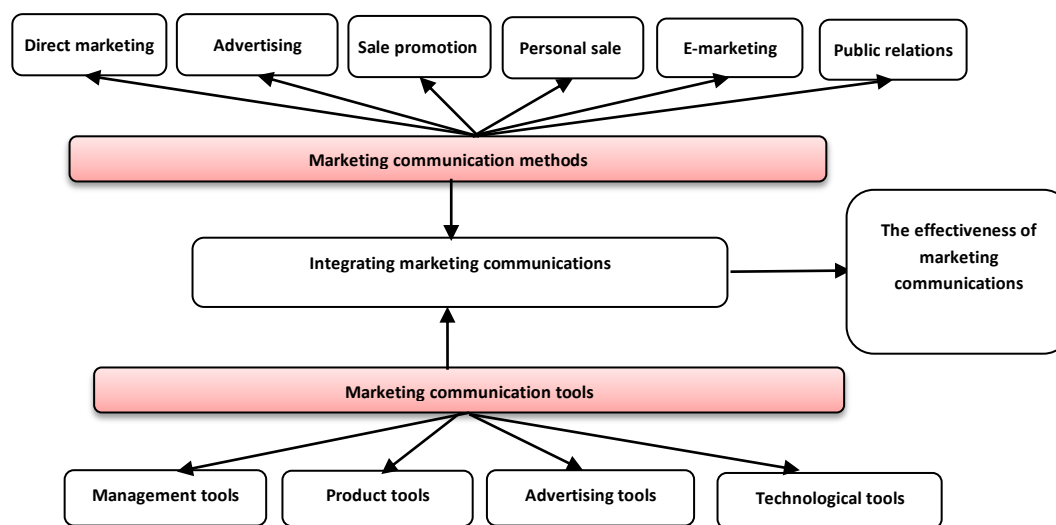 Direct marketing
Advertising
Sale promotion
Personal sale
E-marketing
Public relations
Marketing communication methods
Integrating marketing communications
The effectiveness of
marketing
communications
Marketing communication tools
Management tools
Product tools
Advertising tools
Technological tools